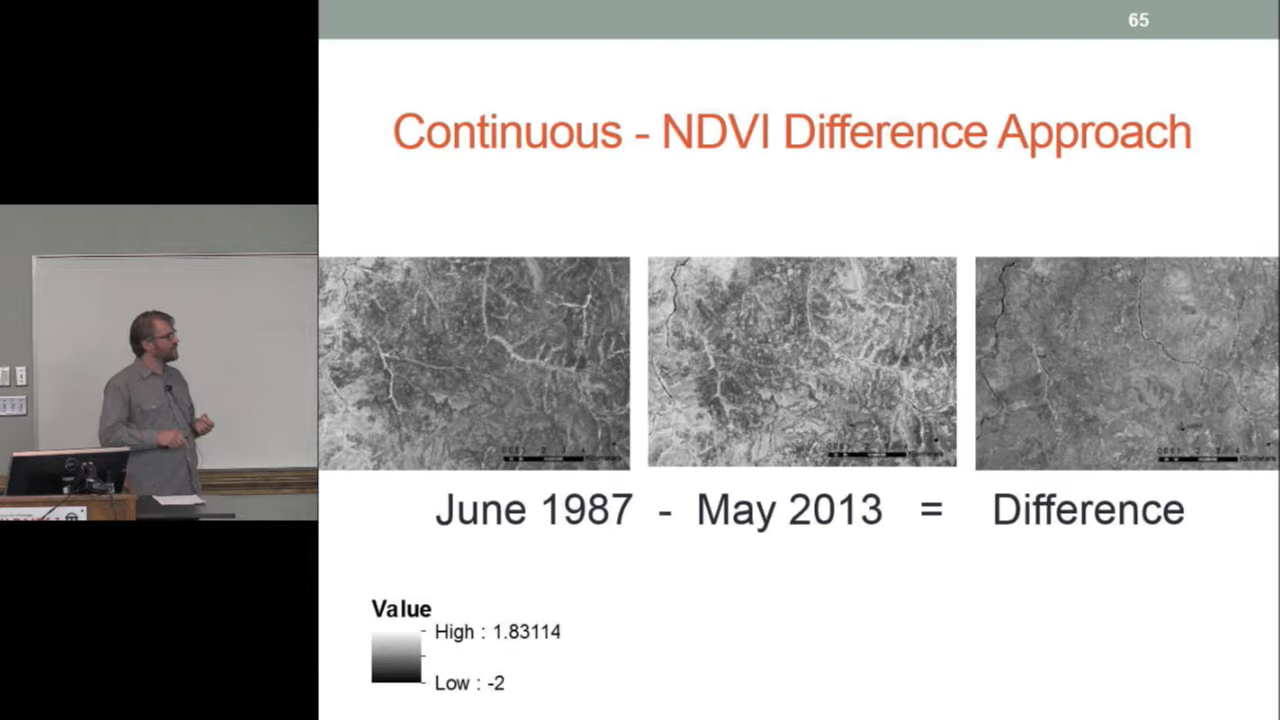 65
Continuous - NDVI Difference Approach
June 1987 - May 2013 = Difference
Value
High : 1.83114
Low : -2